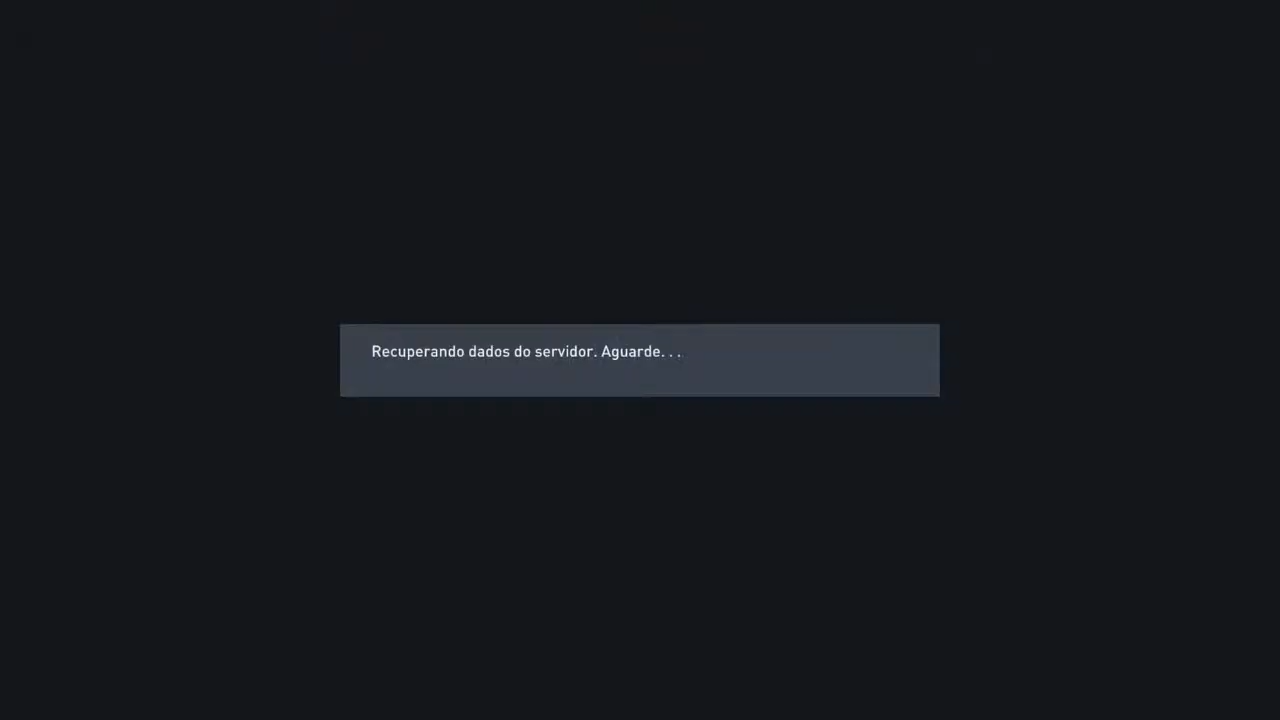 Recuperando dados do servidor. Aguarde. . .